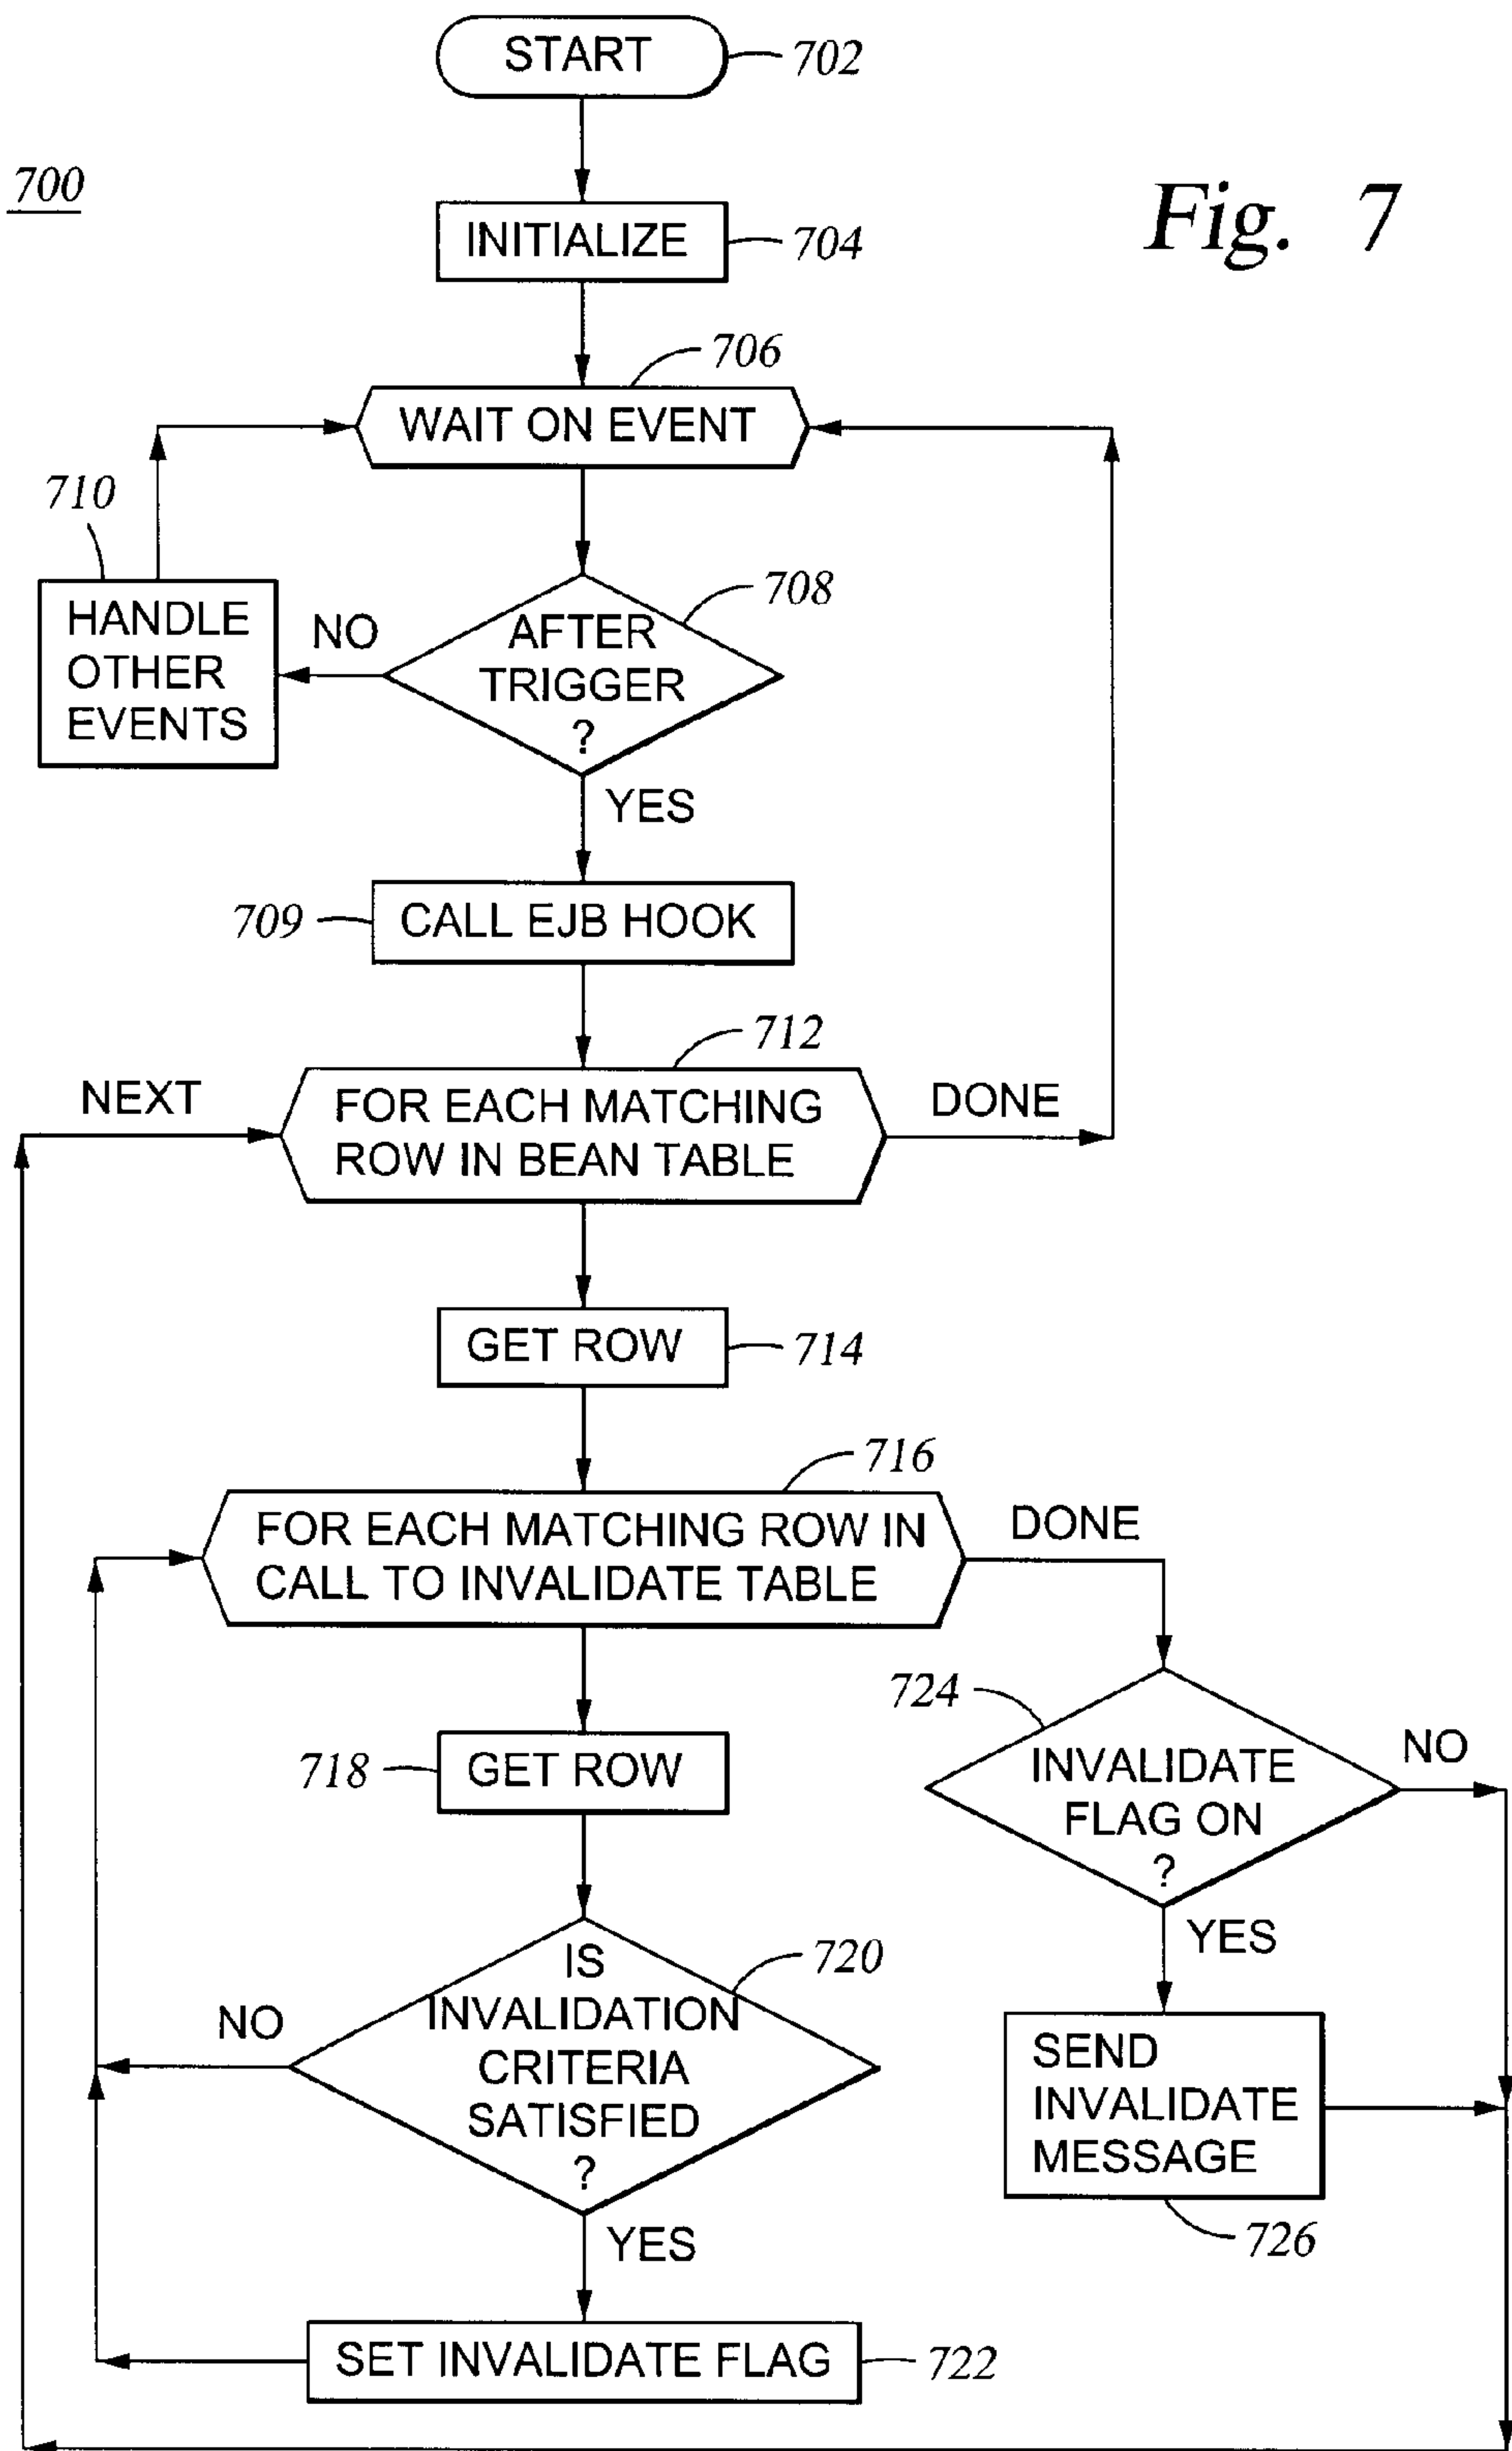 START
702
700
Fig. 7
INITIALIZE
704
706
WAIT ON EVENT
710
708
HANDLE
OTHER
EVENTS
NO
AFTER
TRIGGER
?
YES
709
CALL EJB HOOK
712
NEXT
FOR EACH MATCHING
ROW IN BEAN TABLE
DONE
GET ROW
714
716
FOR EACH MATCHING ROW IN
CALL TO INVALIDATE TABLE
DONE
724
718
GET ROW
INVALIDATE
FLAG ON
?
NO
YES
720
IS
INVALIDATION
CRITERIA
SATISFIED
?
NO
SEND
INVALIDATE
MESSAGE
726
YES
SET INVALIDATE FLAG
722